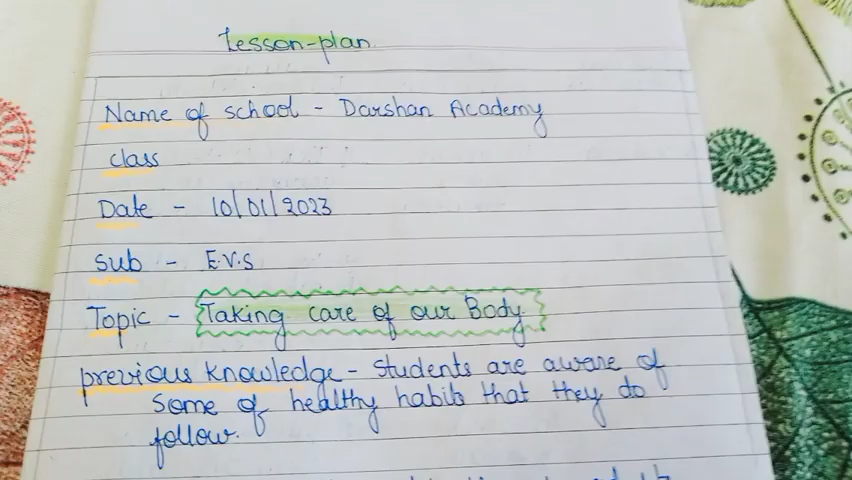 Lesson-plan.
Name of school - Darshan Academy
class
Date - 10/01/2023
Sub - E.V.S
Topic - Taking care of our Body
previous knowledge - Students are aware of
some of healthy habits that they do
follow.